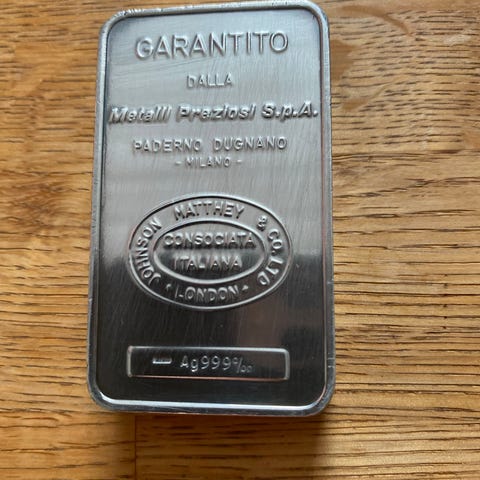 GARANTITO
DALLA
Metalli Preziosi S.p.A.
PADERNO DUGNANO
- MILANO -
JOHNSON MATTHEY & CO. LTD
· LONDON ·
CONSOCIATA
ITALIANA
Ag999‰